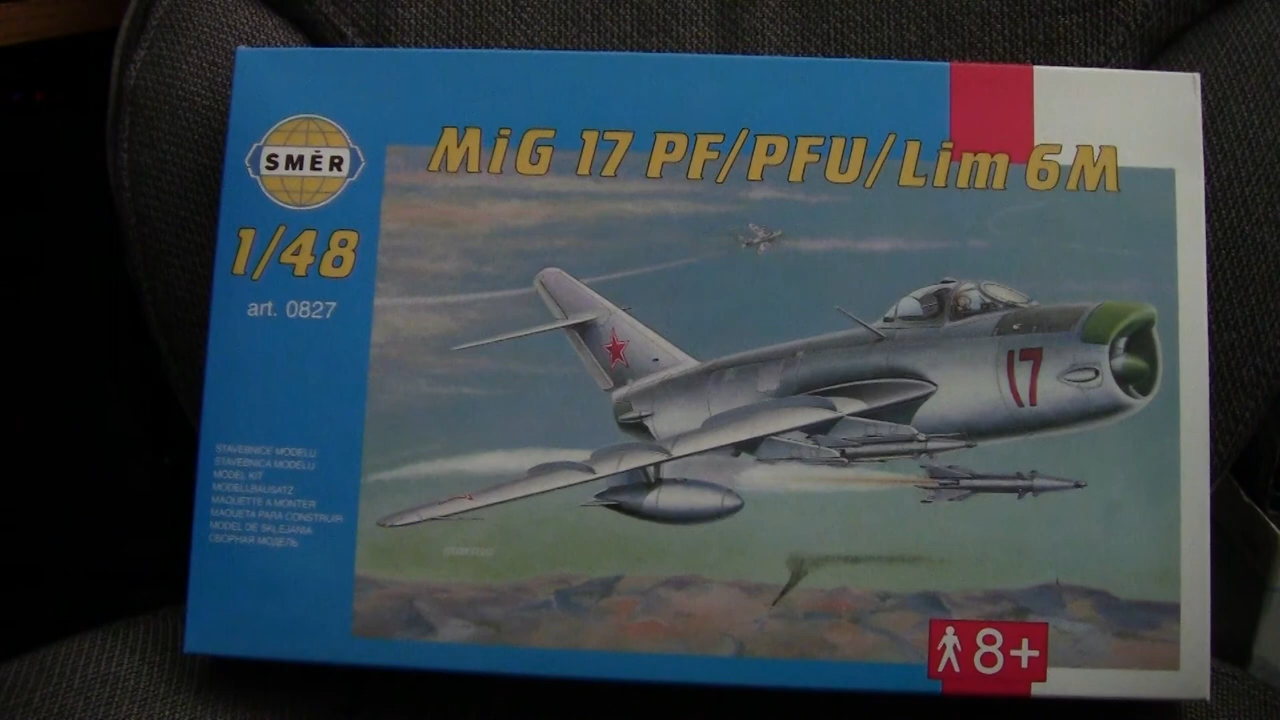 SMĚR
MiG 17 PF/PFU/Lim 6M
1/48
art. 0827
17
STAVEBNICE MODELU
STAVEBNICA MODELU
MODEL KIT
MODELLBAUSATZ
MAQUETTE A MONTER
MAQUETA PARA CONSTRUIR
MODEL DE SKLEJANIA
СБОРНАЯ МОДЕЛЬ
8+